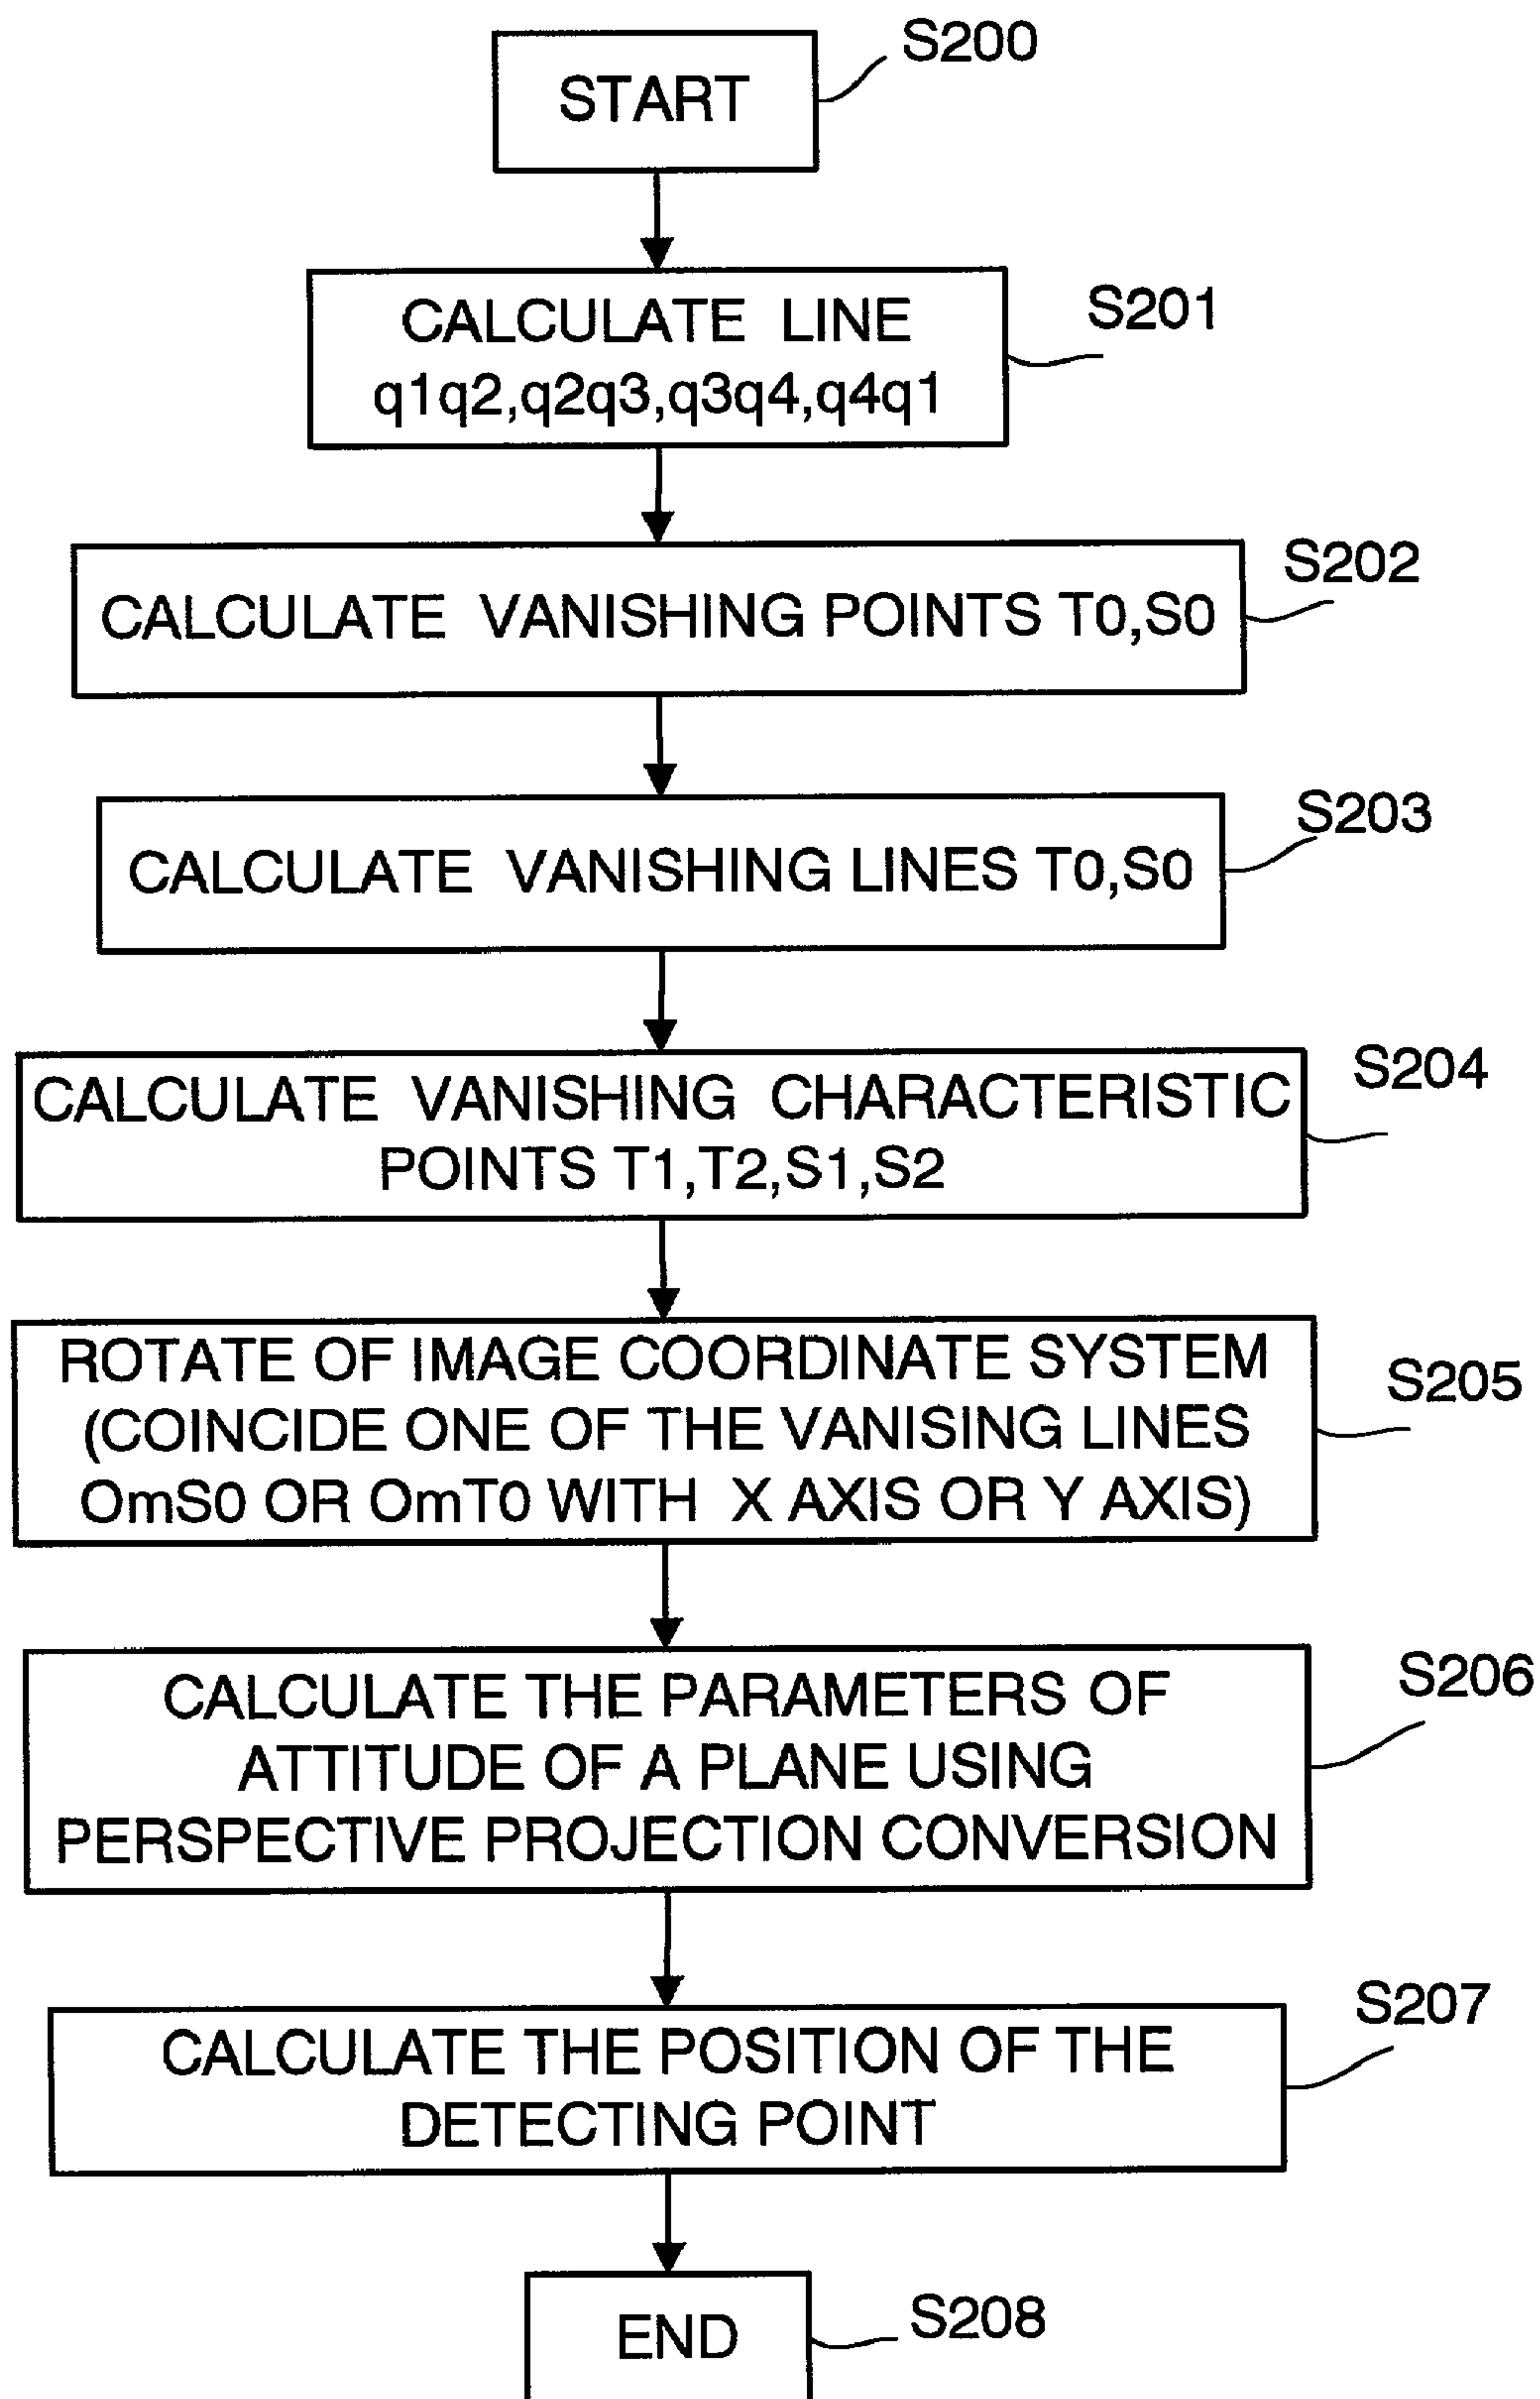 START
S200
CALCULATE LINE
q1q2,q2q3,q3q4,q4q1
S201
CALCULATE VANISHING POINTS T0,S0
S202
CALCULATE VANISHING LINES T0,S0
S203
CALCULATE VANISHING CHARACTERISTIC
POINTS T1,T2,S1,S2
S204
ROTATE OF IMAGE COORDINATE SYSTEM
(COINCIDE ONE OF THE VANISING LINES
OmS0 OR OmT0 WITH X AXIS OR Y AXIS)
S205
CALCULATE THE PARAMETERS OF
ATTITUDE OF A PLANE USING
PERSPECTIVE PROJECTION CONVERSION
S206
CALCULATE THE POSITION OF THE
DETECTING POINT
S207
END
S208